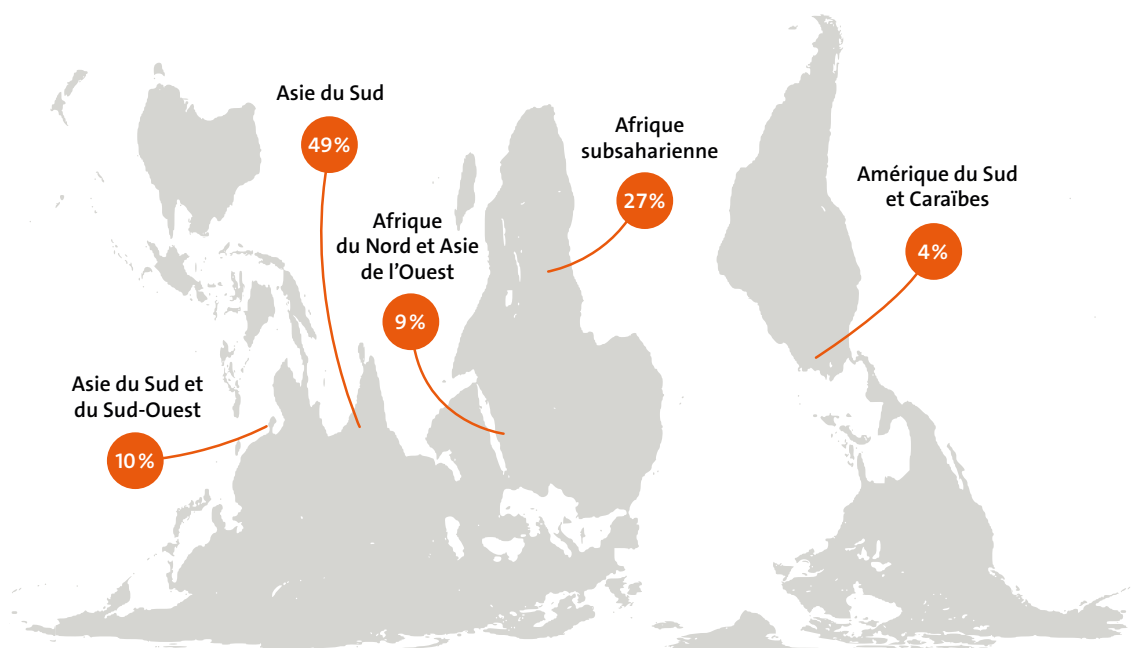 Asie du Sud
49%
Afrique
subsaharienne
27%
Amérique du Sud
et Caraïbes
4%
Afrique
du Nord et Asie
de l'Ouest
9%
Asie du Sud et
du Sud-Ouest
10%